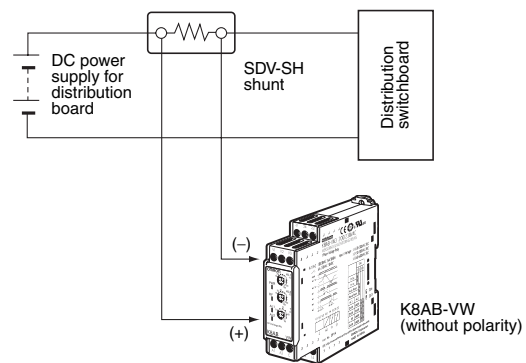 DC power
supply for
distribution
board
SDV-SH
shunt
Distribution
switchboard
(−)
(+)
K8AB-VW
(without polarity)